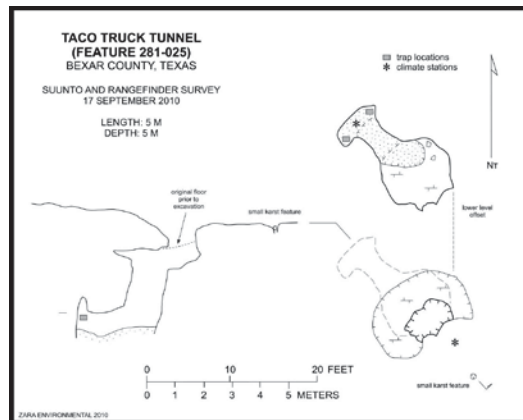 TACO TRUCK TUNNEL
(FEATURE 281-025)
BEXAR COUNTY, TEXAS
SUUNTO AND RANGEFINDER SURVEY
17 SEPTEMBER 2010
LENGTH: 5 M
DEPTH: 5 M
trap locations
climate stations
NT
original floor
prior to
excavation
small karst feature
lower level
offset
0 10 20 FEET
0 1 2 3 4 5 METERS
small karst feature
ZARA ENVIRONMENTAL 2010